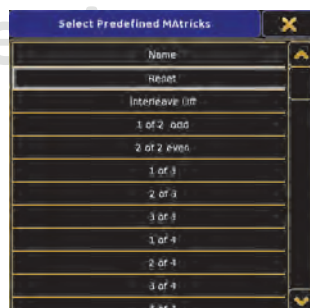 Select Predefined MAtricks
Name
Reset
Interleave Off
1 of 2 odd
2 of 2 even
1 of 3
2 of 3
3 of 3
1 of 4
2 of 4
3 of 4